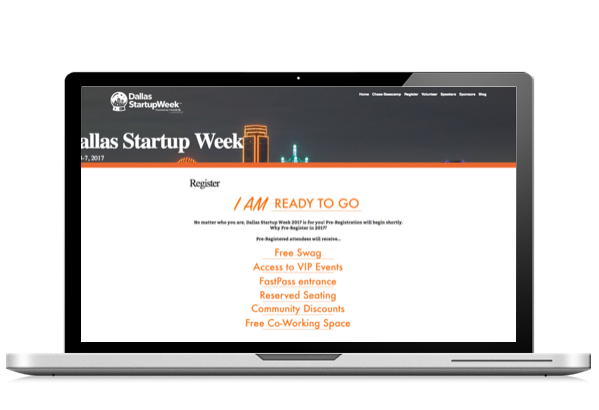 Dallas
StartupWeek
Home Chase Basecamp Register Volunteer Speakers Sponsors Blog
allas Startup Week
-7, 2017
Register
I AM READY TO GO
No matter who you are, Dallas Startup Week 2017 is for you! Pre-Registration will begin shortly.
Why Pre-Register in 2017?
Pre-Registered attendees will receive...
Free Swag
Access to VIP Events
FastPass entrance
Reserved Seating
Community Discounts
Free Co-Working Space